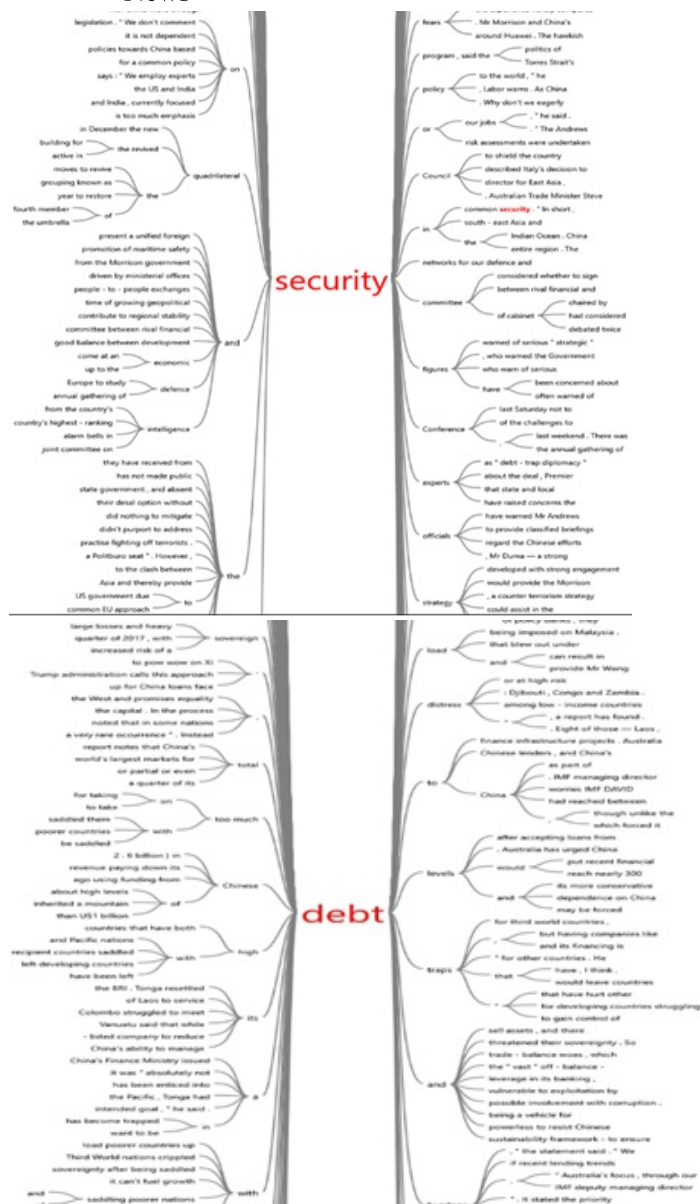 legislation . " We don't comment
it is not dependent
policies towards China based
for a common policy
says : " We employ experts
the US and India
and India , currently focused
is too much emphasis
on
in December the new
building for
active in
the revived
moves to revive
grouping known as
year to restore
fourth member
the umbrella
of
the
quadrilateral
present a unified foreign
promotion of maritime safety
from the Morrison government
driven by ministerial offices
people - to - people exchanges
time of growing geopolitical
contribute to regional stability
committee between rival financial
good balance between development
come at an
up to the
economic
Europe to study
annual gathering of
defence
from the country's
country's highest - ranking
alarm bells in
joint committee on
intelligence
and
they have received from
has not made public
state government , and absent
their desal option without
did nothing to mitigate
didn't purport to address
practise fighting off terrorists .
a Politburo seat " . However ,
to the clash between
Asia and thereby provide
US government due
common EU approach
to
the
security
fears
. Mr Morrison and China's
around Huawei . The hawkish
program , said the
politics of
Torres Strait's
policy
to the world , " he
, Labor warns . As China
. Why don't we eagerly
or
our jobs
. " he said .
. " The Andrews
risk assessments were undertaken
Council
to shield the country
described Italy's decision to
director for East Asia ,
, Australian Trade Minister Steve
in
common security . " In short ,
south - east Asia and
the
Indian Ocean . China
entire region . The
networks for our defence and
committee
considered whether to sign
between rival financial and
of cabinet
chaired by
had considered
debated twice
figures
warned of serious " strategic "
, who warned the Government
who warn of serious
have
been concerned about
often warned of
Conference
last Saturday not to
of the challenges to
last weekend . There was
the annual gathering of
experts
as " debt - trap diplomacy "
about the deal , Premier
that state and local
have raised concerns the
officials
have warned Mr Andrews
to provide classified briefings
regard the Chinese efforts
, Mr Duma — a strong
strategy
developed with strong engagement
would provide the Morrison
, a counter terrorism strategy
could assist in the
large losses and heavy
quarter of 2017 , with
increased risk of a
sovereign
to pow wow on Xi
Trump administration calls this approach
up for China loans face
the West and promises equality
the capital . In the process
noted that in some nations
a very rare occurrence " . Instead
report notes that China's
world's largest markets for
or partial or even
a quarter of its
total
for taking
to take
on
saddled them
poorer countries
be saddled
with
too much
2 . 6 billion ) in
revenue paying down its
ago using funding from
about high levels
inherited a mountain
than US1 billion
of
Chinese
countries that have both
and Pacific nations
recipient countries saddled
left developing countries
have been left
with
high
the BRI . Tonga resettled
of Laos to service
Colombo struggled to meet
Vanuatu said that while
- listed company to reduce
China's ability to manage
its
China's Finance Ministry issued
it was " absolutely not
has been enticed into
the Pacific , Tonga had
intended goal , " he said .
has become trapped
want to be
in
a
load poorer countries up
Third World nations crippled
sovereignty after being saddled
it can't fuel growth
and
saddling poorer nations
with
debt
load
being imposed on Malaysia .
that blew out under
and
can result in
provide Mr Wang
distress
or at high risk
: Djibouti , Congo and Zambia .
among low - income countries
, a report has found .
. Eight of those — Laos ,
to
finance infrastructure projects . Australia
Chinese lenders , and China's
China
as part of
. IMF managing director
worries IMF DAVID
had reached between
though unlike the
which forced it
levels
after accepting loans from
. Australia has urged China
would
put recent financial
reach nearly 300
and
its more conservative
dependence on China
may be forced
traps
for third world countries ,
,
but having companies like
and its financing is
" for other countries . He
that
have , I think ,
would leave countries
"
that have hurt other
for developing countries struggling
to gain control of
and
sell assets , and there
threatened their sovereignty . So
trade - balance woes , which
the " vast " off - balance -
leverage in its banking ,
vulnerable to exploitation by
possible involvement with corruption .
being a vehicle for
powerless to resist Chinese
sustainability framework - to ensure
, " the statement said . " We
if recent lending trends
" Australia's focus , through our
IMF deputy managing director
. It stated the priority